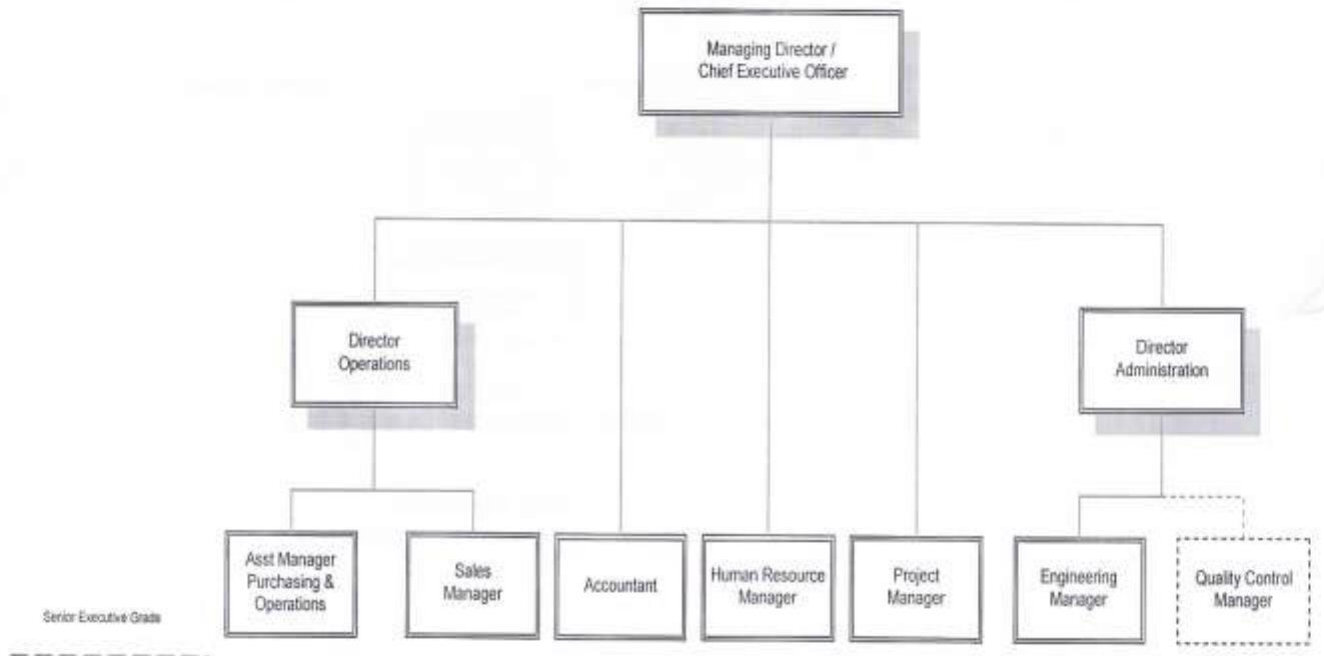 Managing Director /
Chief Executive Officer
Director
Operations
Director
Administration
Asst Manager
Purchasing &
Operations
Sales
Manager
Accountant
Human Resource
Manager
Project
Manager
Engineering
Manager
Quality Control
Manager
Senior Executive Grade